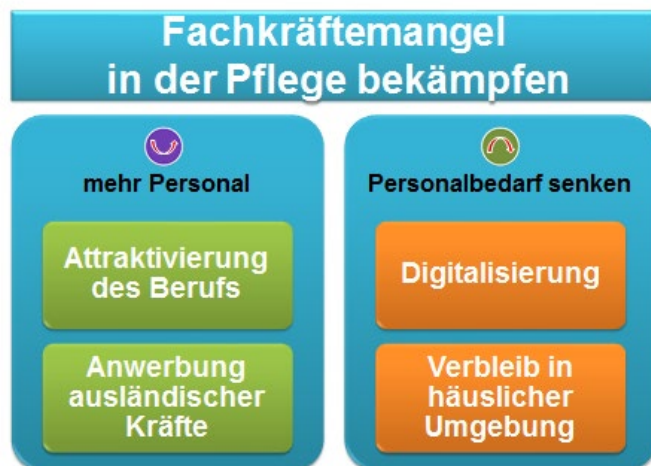 Fachkräftemangel
in der Pflege bekämpfen
mehr Personal
Attraktivierung
des Berufs
Anwerbung
ausländischer
Kräfte
Personalbedarf senken
Digitalisierung
Verbleib in
häuslicher
Umgebung